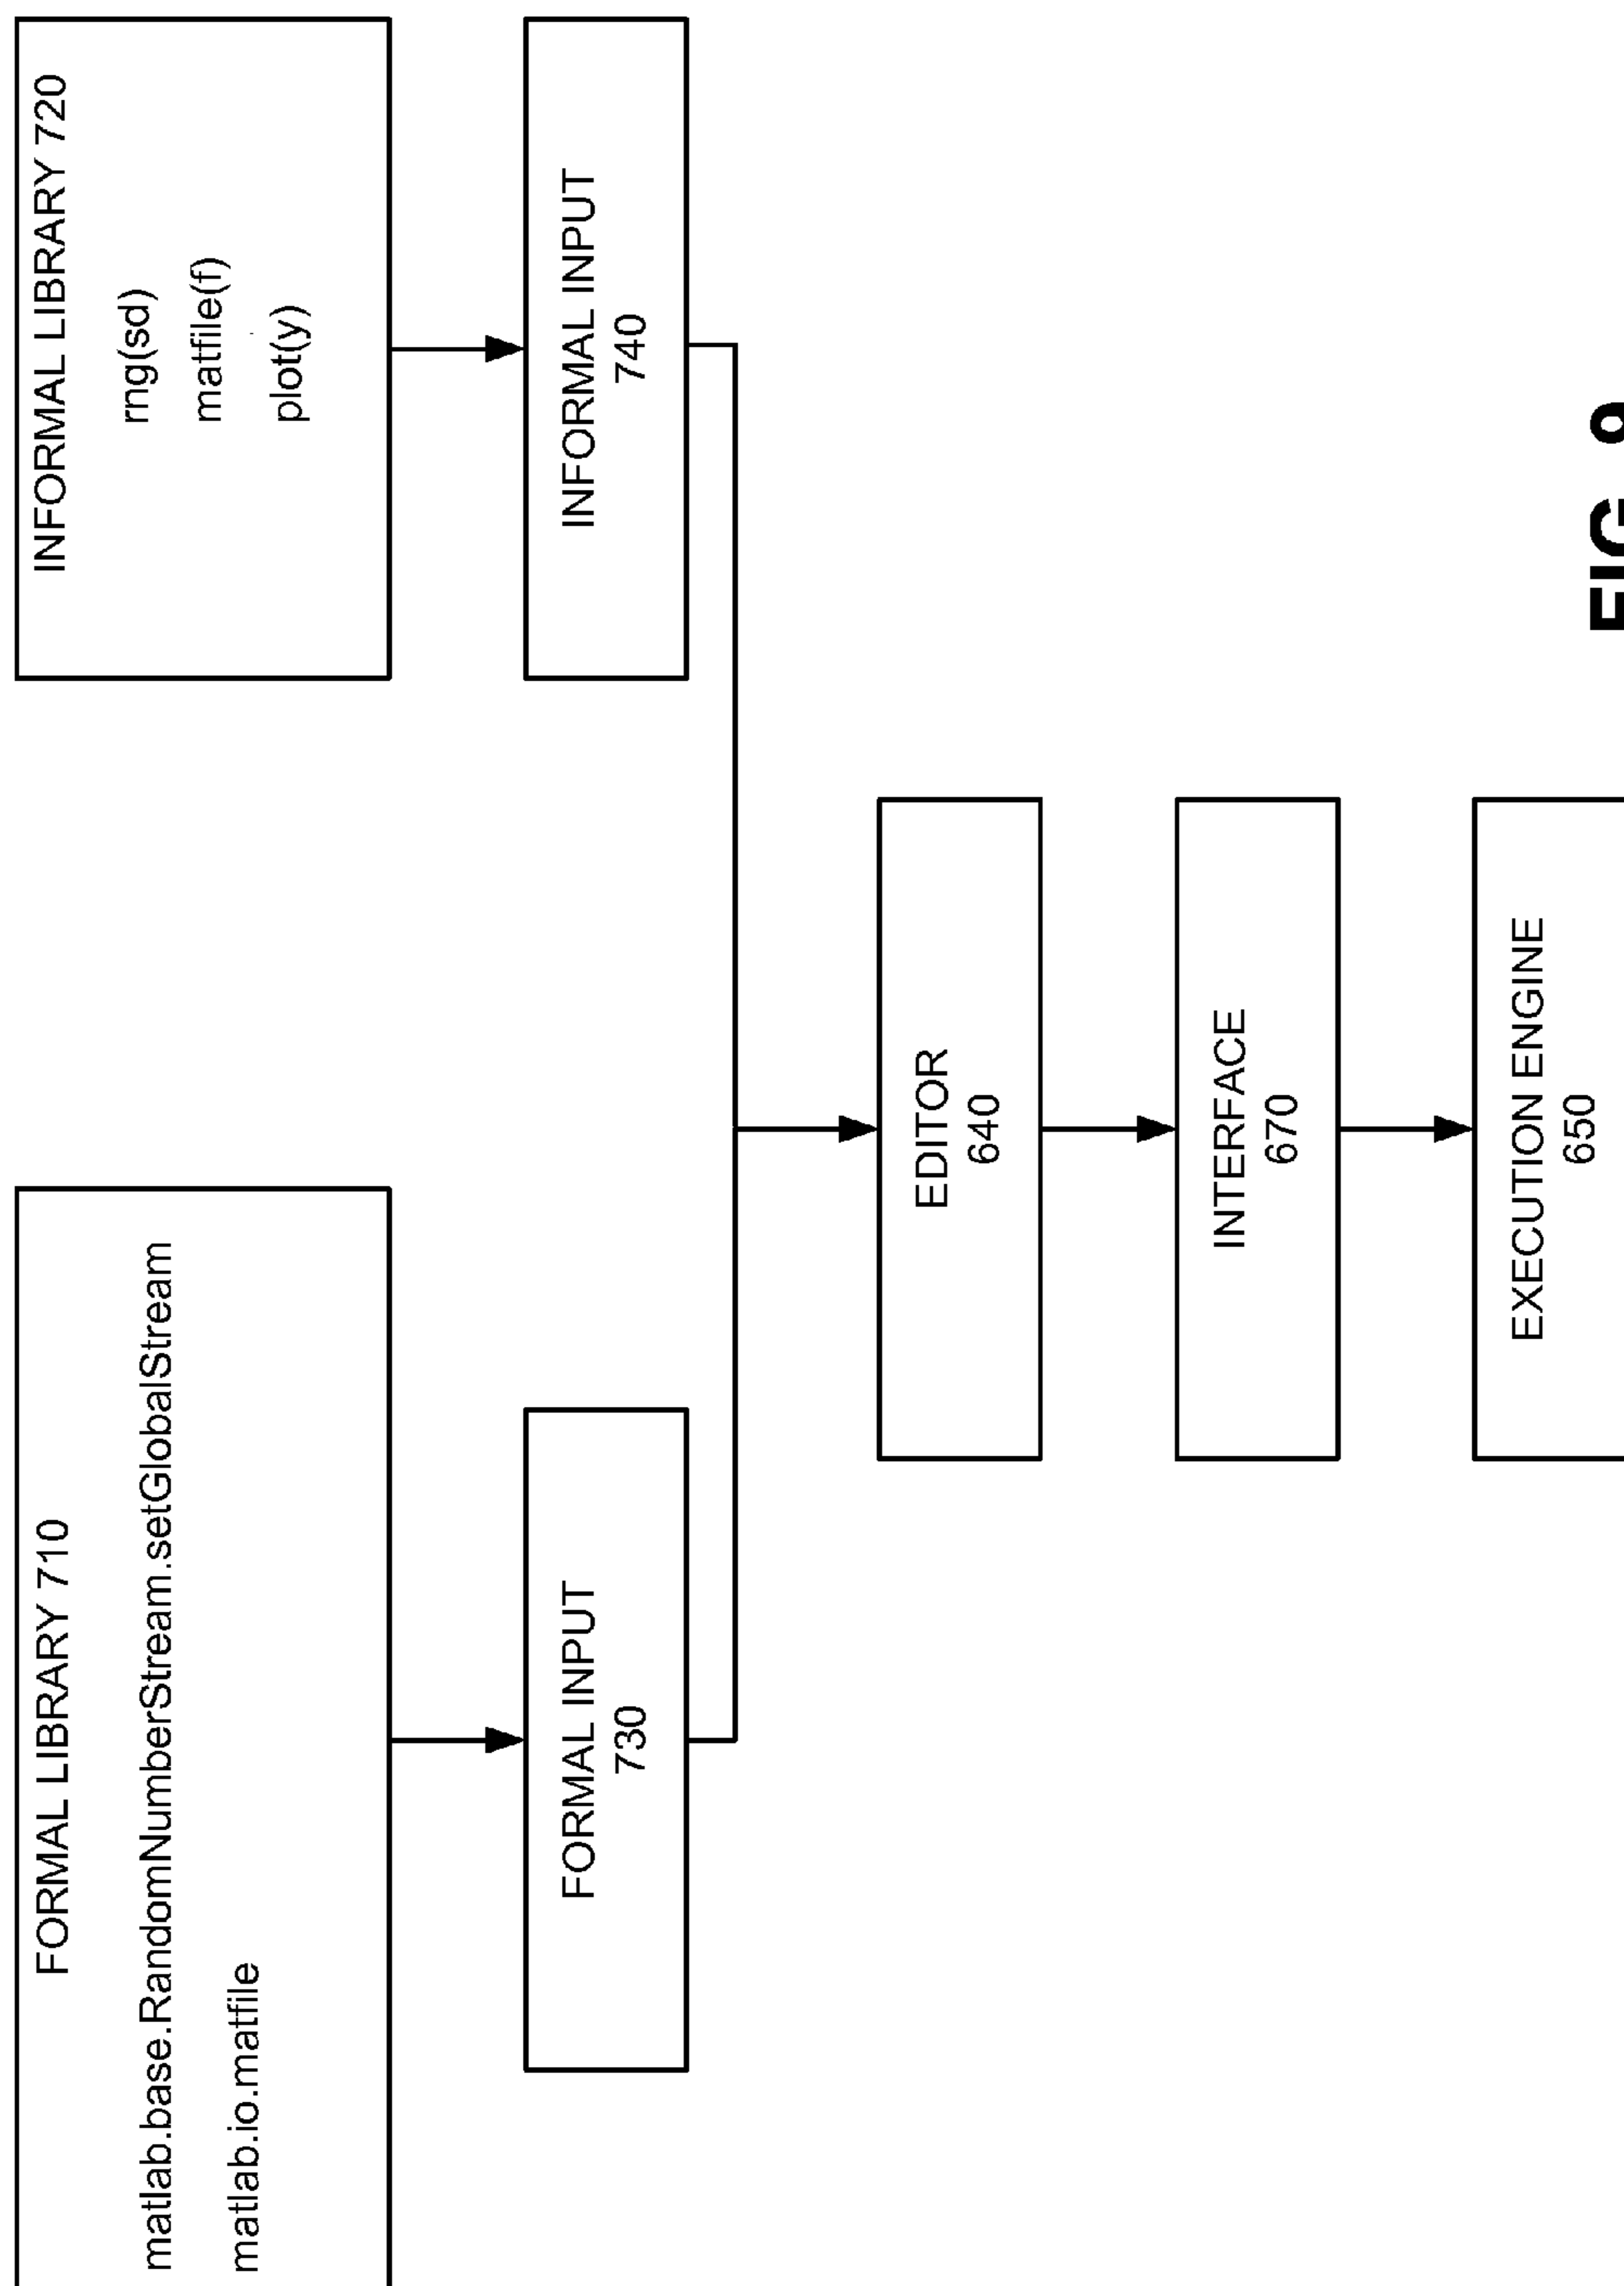 FORMAL LIBRARY 710
matlab.base.RandomNumberStream.setGlobalStream
matlab.io.matfile
INFORMAL LIBRARY 720
rng(sd)
matfile(f)
plot(y)
FORMAL INPUT
730
INFORMAL INPUT
740
EDITOR
640
INTERFACE
670
EXECUTION ENGINE
650
FIG